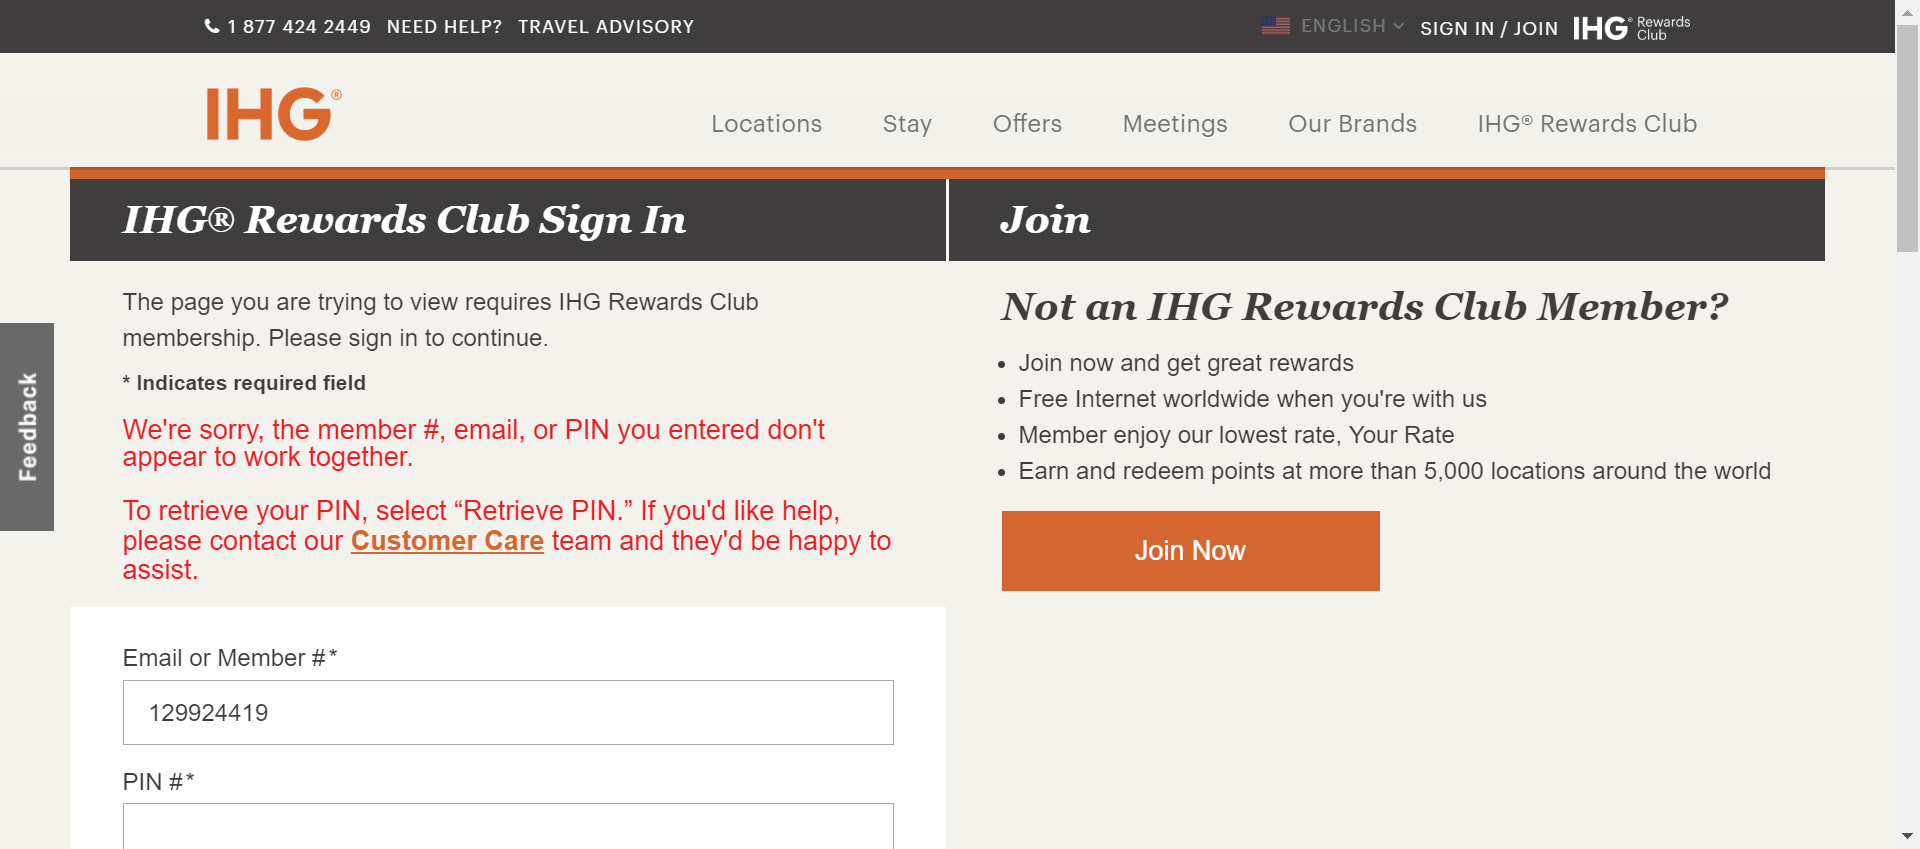 1 877 424 2449 NEED HELP? TRAVEL ADVISORY
ENGLISH SIGN IN / JOIN IHG® Rewards Club
IHG®
Locations Stay Offers Meetings Our Brands IHG® Rewards Club
IHG® Rewards Club Sign In
The page you are trying to view requires IHG Rewards Club
membership. Please sign in to continue.
* Indicates required field
We're sorry, the member #, email, or PIN you entered don't
appear to work together.
To retrieve your PIN, select “Retrieve PIN.” If you'd like help,
please contact our Customer Care team and they'd be happy to
assist.
Email or Member #*
129924419
PIN #*
Join
Not an IHG Rewards Club Member?
• Join now and get great rewards
• Free Internet worldwide when you're with us
• Member enjoy our lowest rate, Your Rate
• Earn and redeem points at more than 5,000 locations around the world
Join Now
Feedback